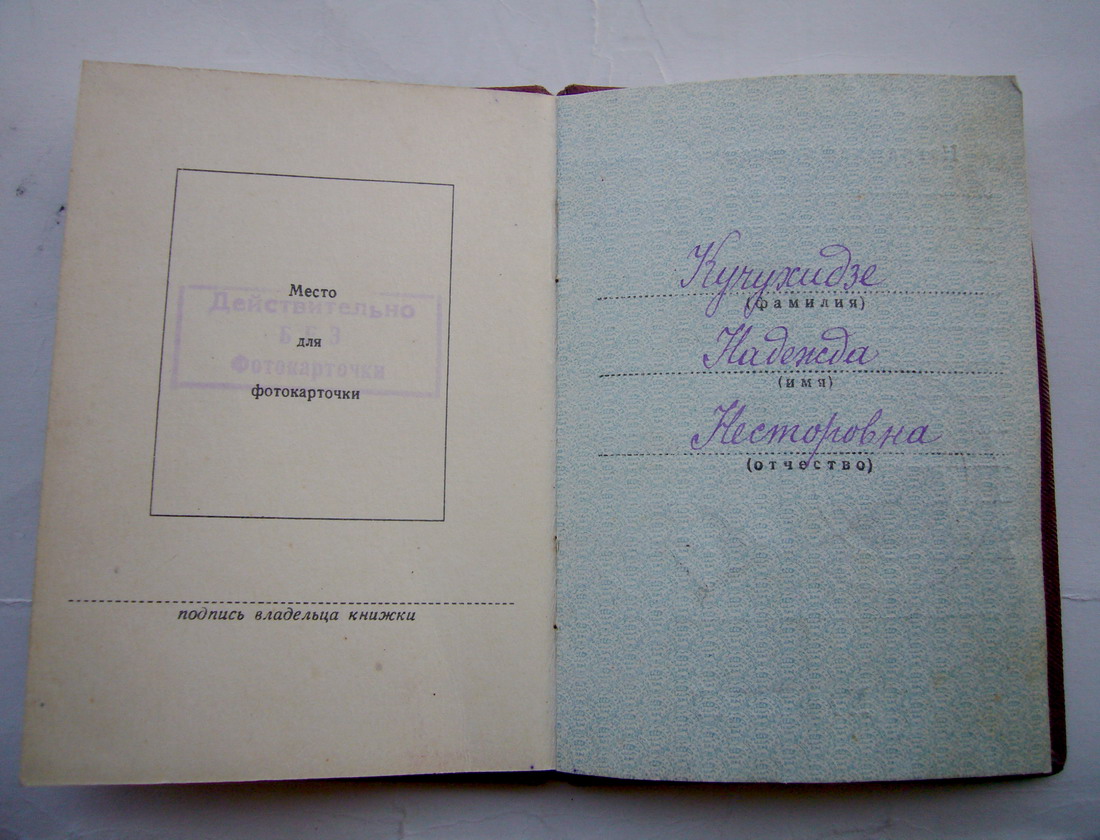 Место
для
фотокарточки
Действительно
БЕЗ
Фотокарточки
подпись владельца книжки
Кучухидзе
(фамилия)
Надежда
(имя)
Несторовна
(отчество)